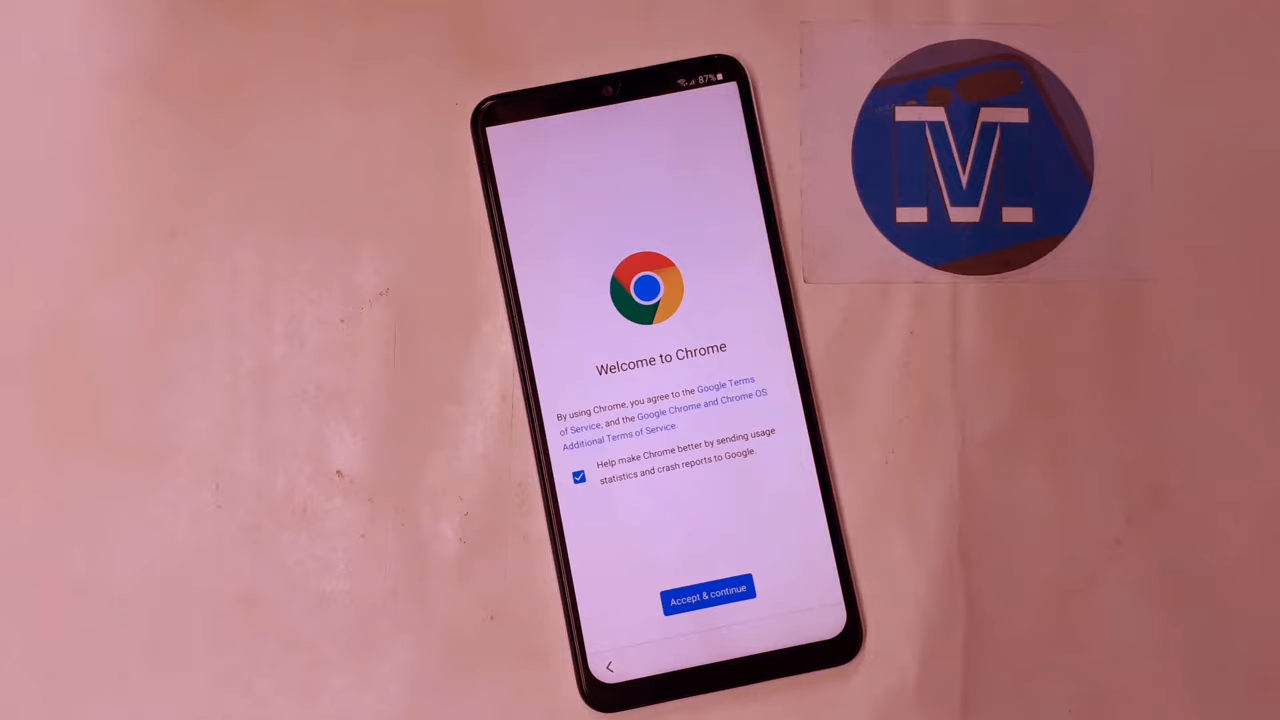 87%
M
Welcome to Chrome
By using Chrome, you agree to the Google Terms
of Service, and the Google Chrome and Chrome OS
Additional Terms of Service.
Help make Chrome better by sending usage
statistics and crash reports to Google.
Accept & continue